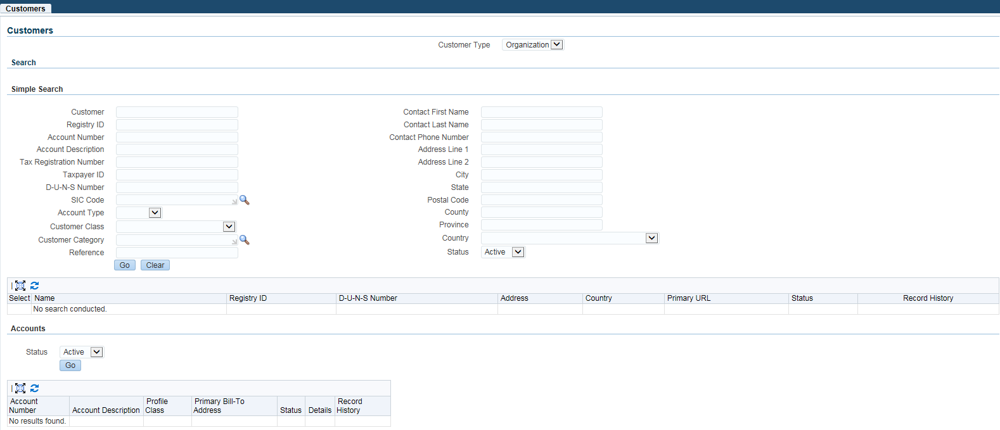 Customers
Customers
Customer Type Organization
Search
Simple Search
Customer Contact First Name
Registry ID Contact Last Name
Account Number Contact Phone Number
Account Description Address Line 1
Tax Registration Number Address Line 2
Taxpayer ID City
D-U-N-S Number State
SIC Code Postal Code
Account Type County
Customer Class Province
Customer Category Country
Reference Status Active
Go Clear
Select Name Registry ID D-U-N-S Number Address Country Primary URL Status Record History
No search conducted.
Accounts
Status Active
Go
Account Profile Primary Bill-To Record
Number Account Description Class Address Status Details History
No results found.